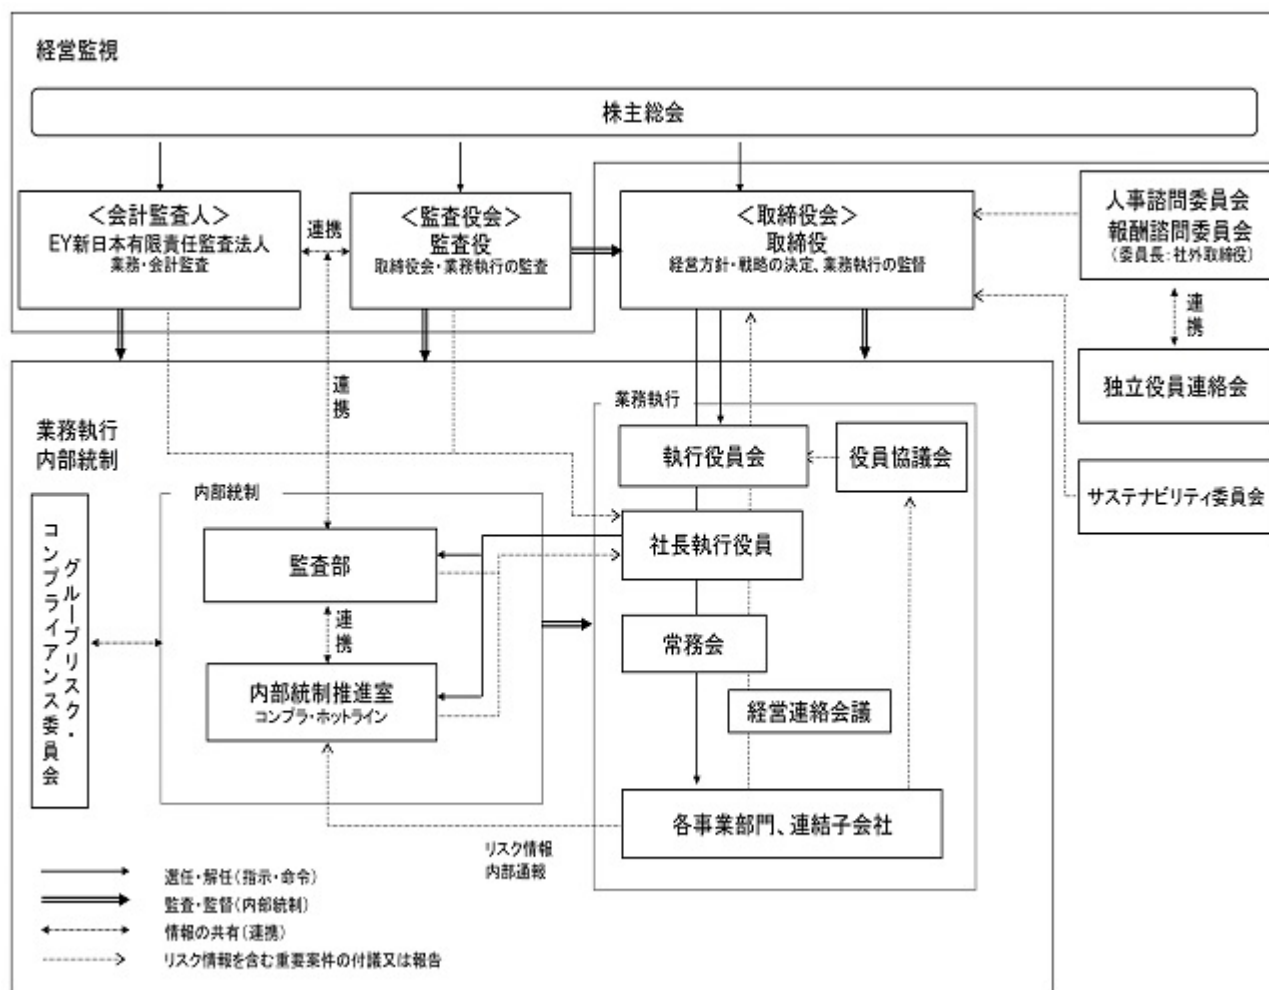 経営監視
株主総会
<会計監査人>
EY新日本有限責任監査法人
業務・会計監査
連携
<監査役会>
監査役
取締役会・業務執行の監査
<取締役会>
取締役
経営方針・戦略の決定、業務執行の監督
人事諮問委員会
報酬諮問委員会
(委員長:社外取締役)
連携
独立役員連絡会
サステナビリティ委員会
連携
業務執行
内部統制
グループリスク・
コンプライアンス委員会
内部統制
監査部
連携
内部統制推進室
コンプラ・ホットライン
業務執行
執行役員会
役員協議会
社長執行役員
常務会
経営連絡会議
各事業部門、連結子会社
リスク情報
内部通報
選任・解任(指示・命令)
監査・監督(内部統制)
情報の共有(連携)
リスク情報を含む重要案件の付議又は報告